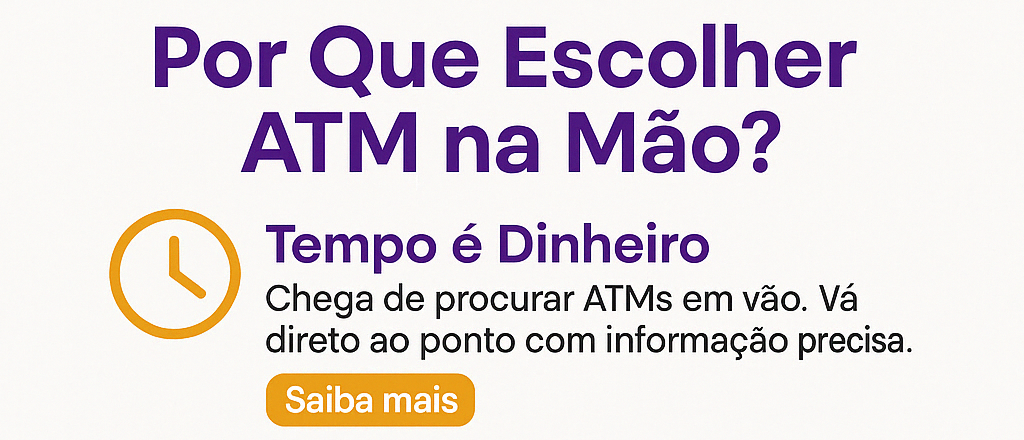 Por Que Escolher
ATM na Mão?
Tempo é Dinheiro
Chega de procurar ATMs em vão. Vá
direto ao ponto com informação precisa.
Saiba mais